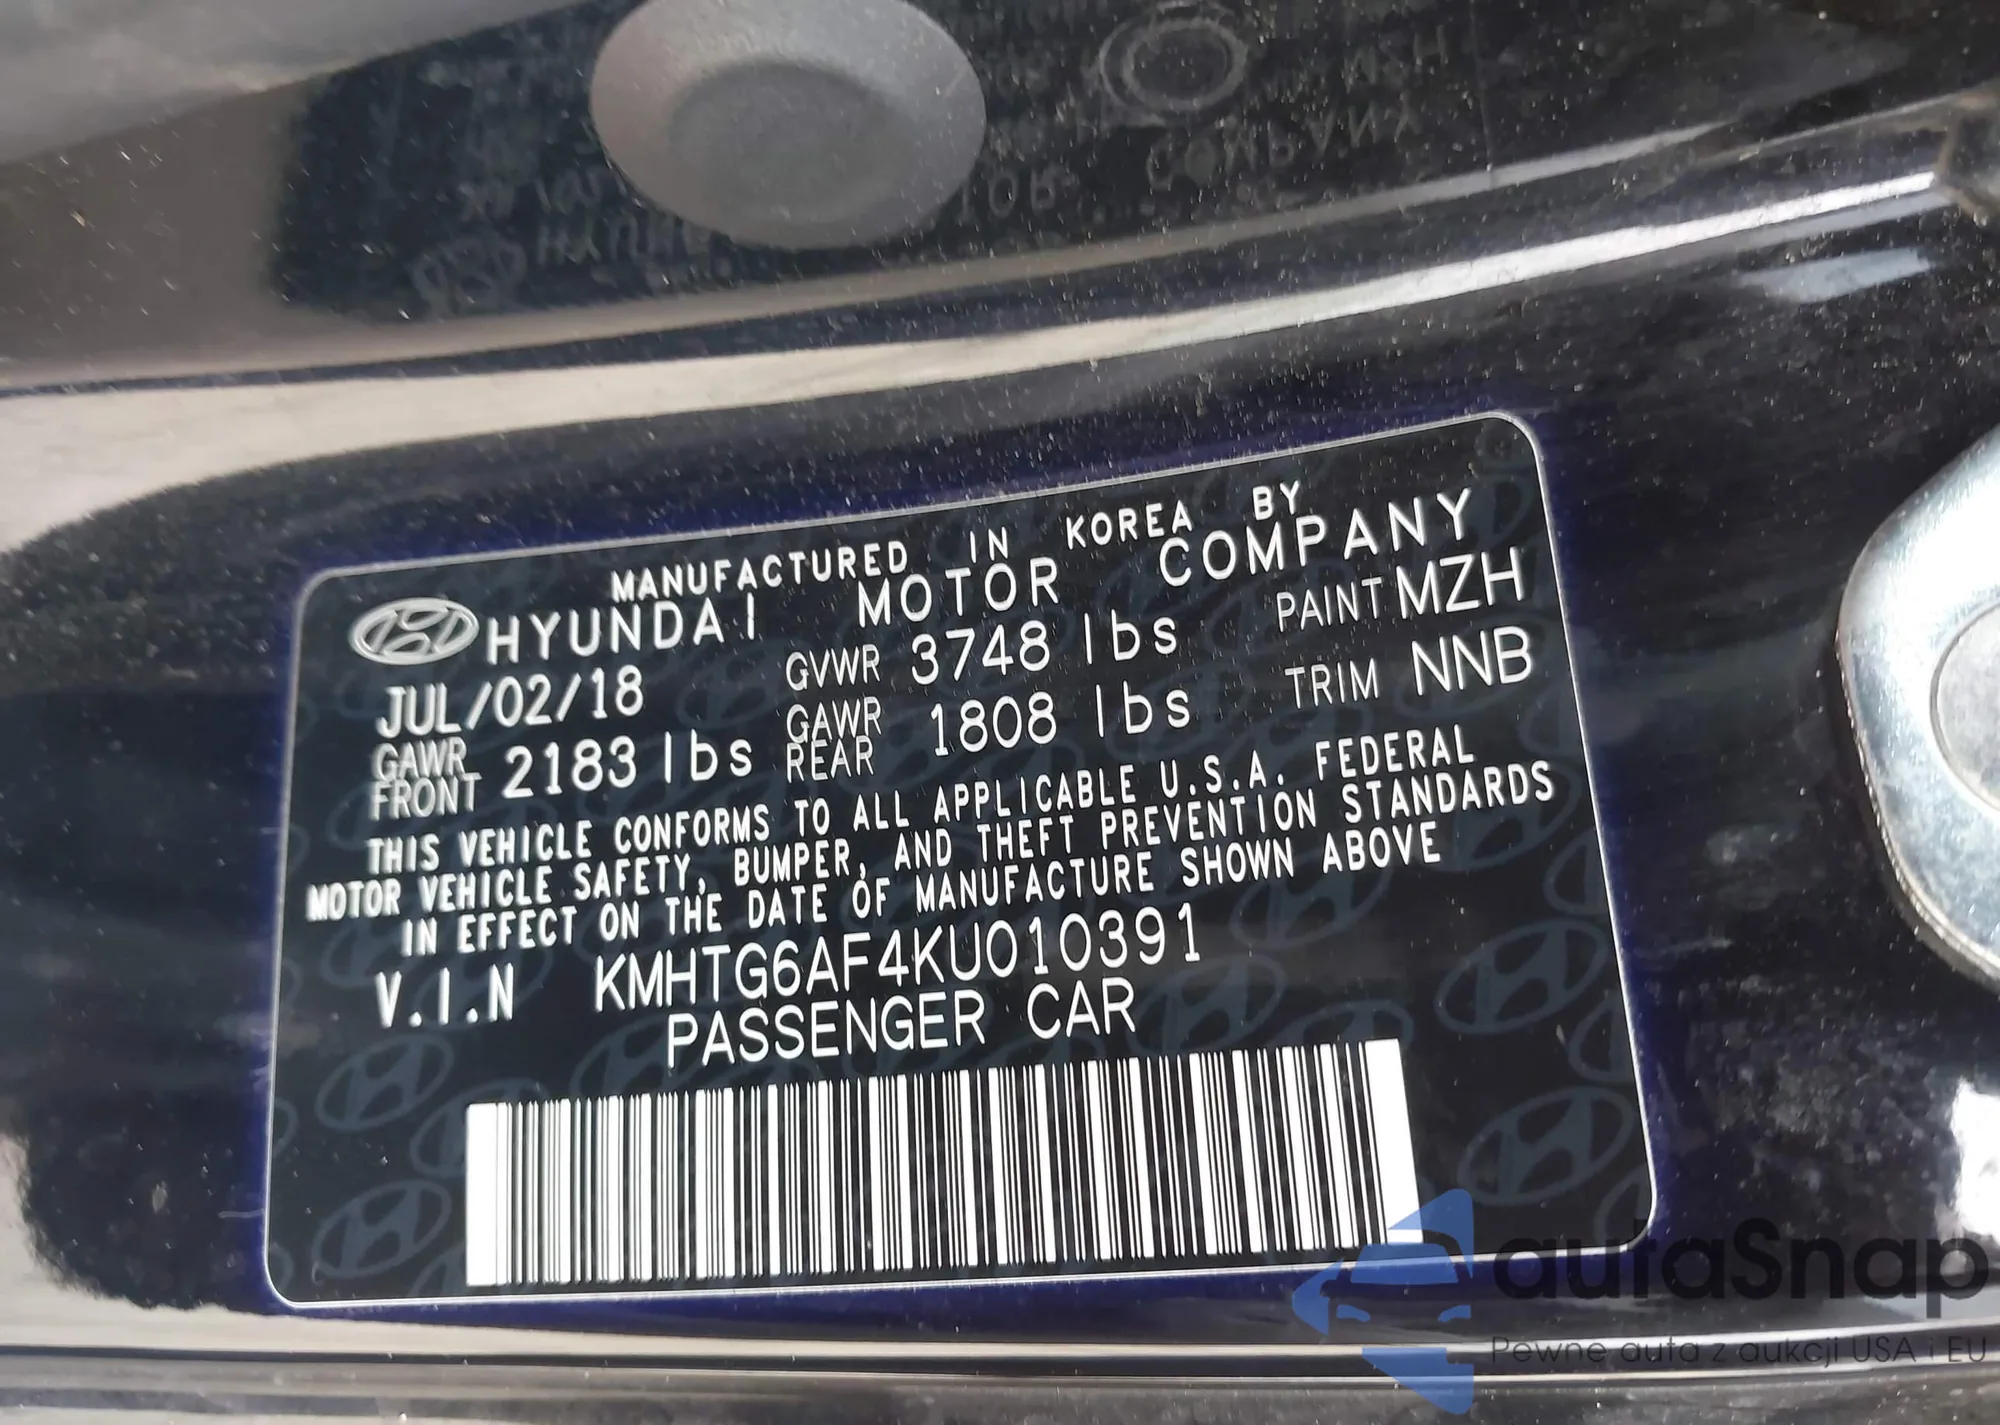 MANUFACTURED IN KOREA BY
HYUNDAI MOTOR COMPANY
JUL/02/18 GVWR 3748 lbs PAINT MZH
GAWR FRONT 2183 lbs GAWR REAR 1808 lbs TRIM NNB
THIS VEHICLE CONFORMS TO ALL APPLICABLE U.S.A. FEDERAL
MOTOR VEHICLE SAFETY, BUMPER, AND THEFT PREVENTION STANDARDS
IN EFFECT ON THE DATE OF MANUFACTURE SHOWN ABOVE
V.I.N KMHTG6AF4KU010391
PASSENGER CAR
autaSnap
Pewne auta z aukcji USA i EU